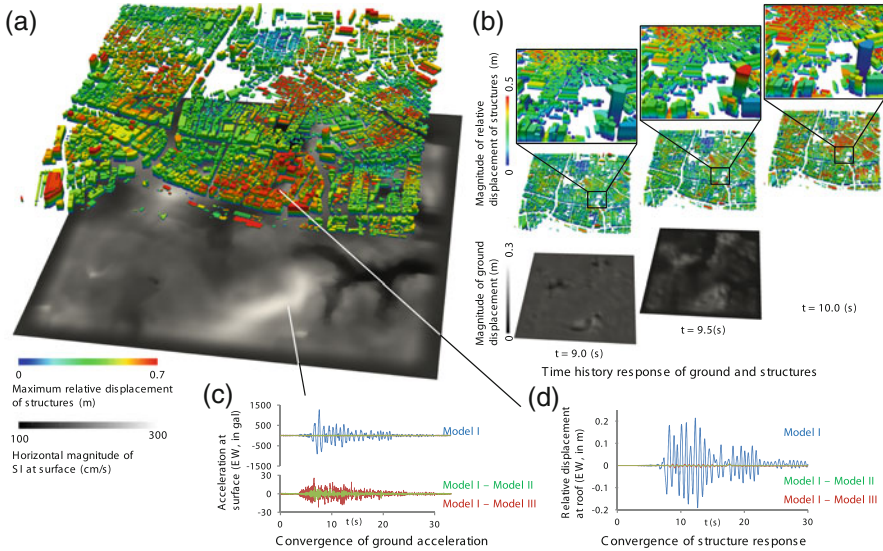 (a)
0 0.7
Maximum relative displacement
of structures (m)
100 300
Horizontal magnitude of
SI at surface (cm/s)
(b)
Magnitude of relative
displacement of structures (m)
0 0.5
Magnitude of ground
displacement (m)
0 0.3
t = 9.0 (s)
t = 9.5(s)
t = 10.0 (s)
Time history response of ground and structures
(c)
Acceleration at
surface (EW, in gal)
1500
500
-500
-1500
Model I
30
0
-30
Model I – Model II
Model I – Model III
0 10 20 30
t(s)
Convergence of ground acceleration
(d)
Relative displacement
at roof (EW, in m)
0.2
0.1
0
-0.1
-0.2
Model I
Model I – Model II
Model I – Model III
0 10 20 30
t(s)
Convergence of structure response